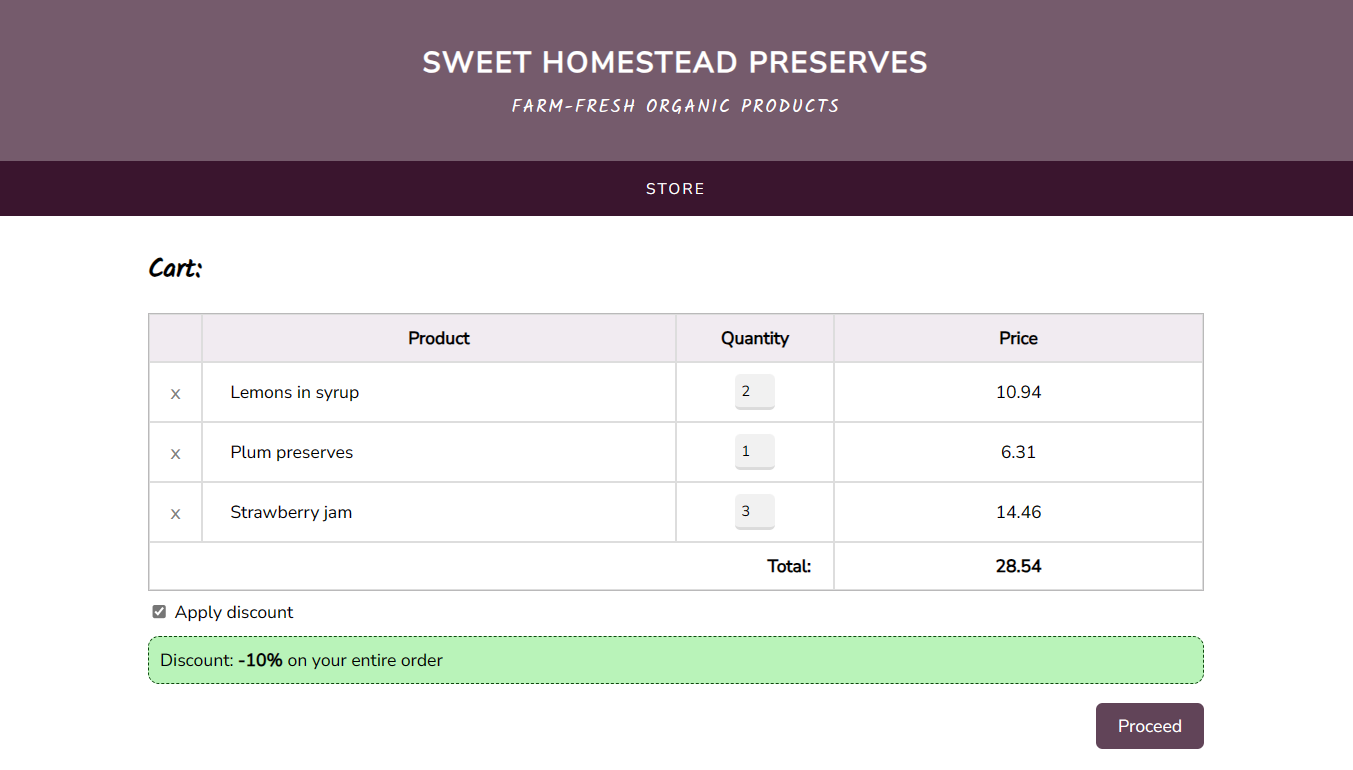 SWEET HOMESTEAD PRESERVES
FARM-FRESH ORGANIC PRODUCTS
STORE
Cart:
Product Quantity Price
x Lemons in syrup 2 10.94
x Plum preserves 1 6.31
x Strawberry jam 3 14.46
Total: 28.54
Apply discount
Discount: -10% on your entire order
Proceed